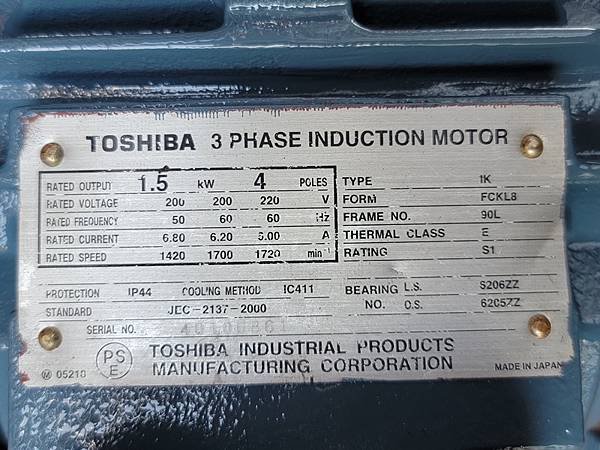 TOSHIBA 3 PHASE INDUCTION MOTOR
RATED OUTPUT 1.5 kW 4 POLES
RATED VOLTAGE 200 200 220 V
RATED FREQUENCY 50 60 60 Hz
RATED CURRENT 6.80 6.20 6.00 A
RATED SPEED 1420 1700 1720 min⁻¹
TYPE 1K
FORM FCKL8
FRAME NO. 90L
THERMAL CLASS E
RATING S1
PROTECTION IP44 COOLING METHOD IC411
STANDARD JEC-2137-2000
BEARING L.S. 6206ZZ
NO. O.S. 6205ZZ
SERIAL NO.
PS
E
TOSHIBA INDUSTRIAL PRODUCTS
MANUFACTURING CORPORATION
M 05218
MADE IN JAPAN